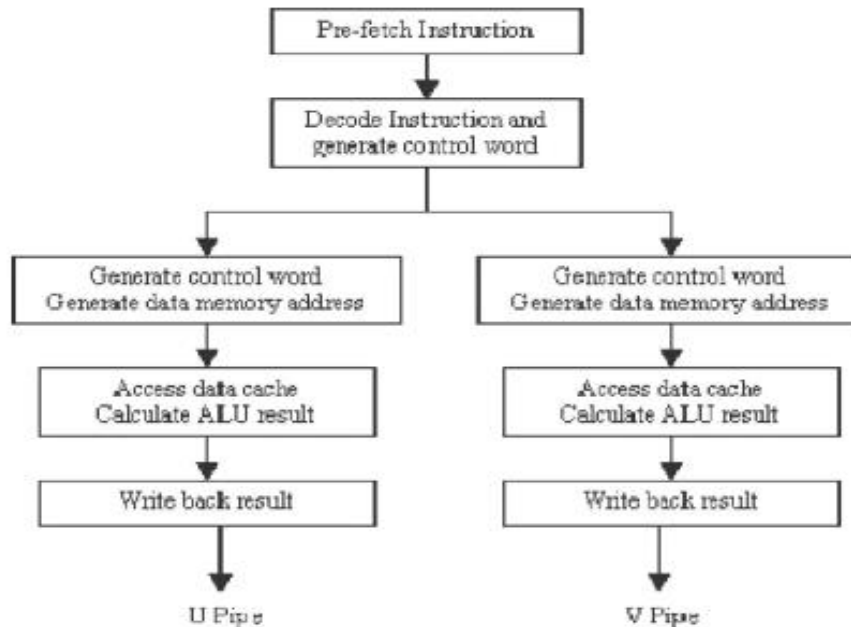 Pre-fetch Instruction
Decode Instruction and
generate control word
Generate control word
Generate data memory address
Generate control word
Generate data memory address
Access data cache
Calculate ALU result
Access data cache
Calculate ALU result
Write back result
Write back result
U Pipe
V Pipe